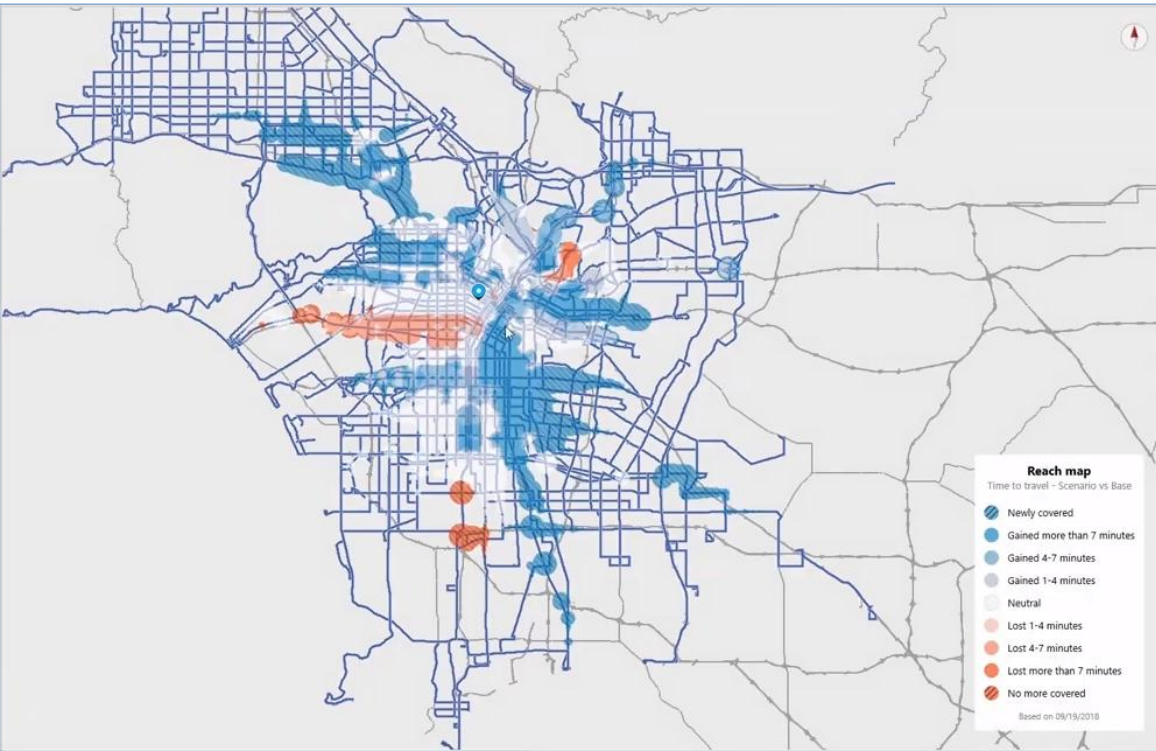 Reach map
Time to travel - Scenario vs Base
Newly covered
Gained more than 7 minutes
Gained 4-7 minutes
Gained 1-4 minutes
Neutral
Lost 1-4 minutes
Lost 4-7 minutes
Lost more than 7 minutes
No more covered
Based on 09/19/2018